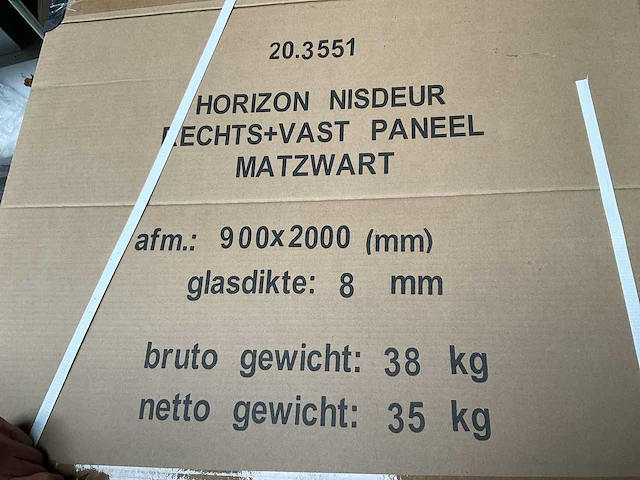 20.3551
HORIZON NISDEUR
RECHTS+VAST PANEEL
MATZWART
afm.: 900x2000 (mm)
glasdikte: 8 mm
bruto gewicht: 38 kg
netto gewicht: 35 kg